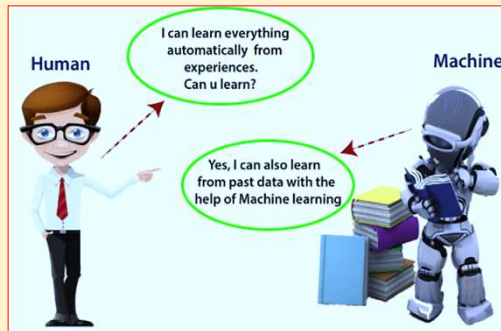 Human
I can learn everything
automatically from
experiences.
Can u learn?
Machine
Yes, I can also learn
from past data with the
help of Machine learning